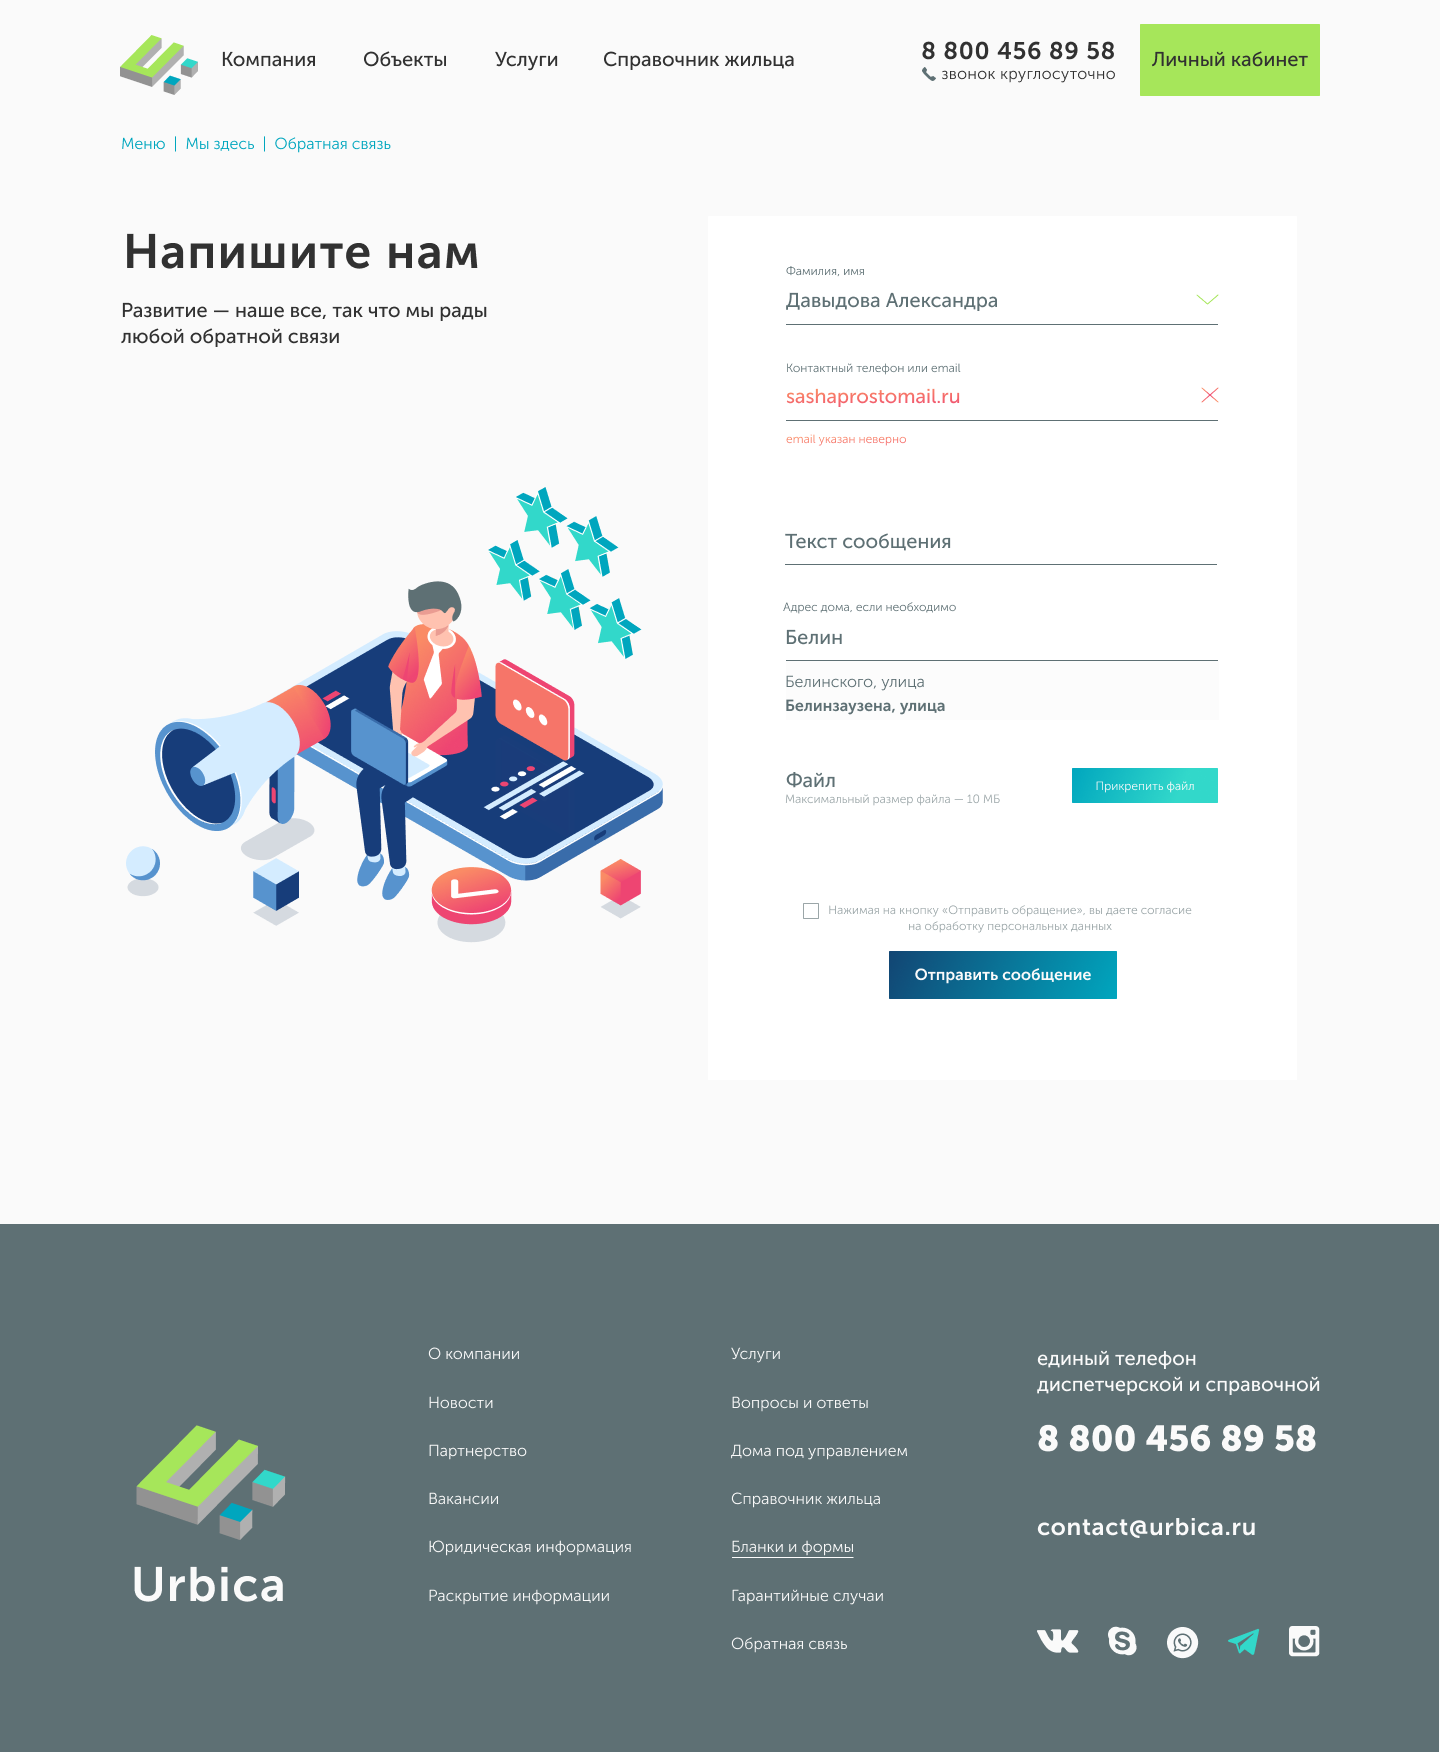 Компания
Объекты
Услуги
Справочник жильца
8 800 456 89 58
звонок круглосуточно
Личный кабинет
Меню | Мы здесь | Обратная связь
Напишите нам
Развитие — наше все, так что мы рады
любой обратной связи
Фамилия, имя
Давыдова Александра
Контактный телефон или email
sashaprostomail.ru
email указан неверно
Текст сообщения
Адрес дома, если необходимо
Белин
Белинского, улица
Белинзаузена, улица
Файл
Максимальный размер файла — 10 МБ
Прикрепить файл
Нажимая на кнопку «Отправить обращение», вы даете согласие
на обработку персональных данных
Отправить сообщение
Urbica
О компании
Новости
Партнерство
Вакансии
Юридическая информация
Раскрытие информации
Услуги
Вопросы и ответы
Дома под управлением
Справочник жильца
Бланки и формы
Гарантийные случаи
Обратная связь
единый телефон
диспетчерской и справочной
8 800 456 89 58
contact@urbica.ru